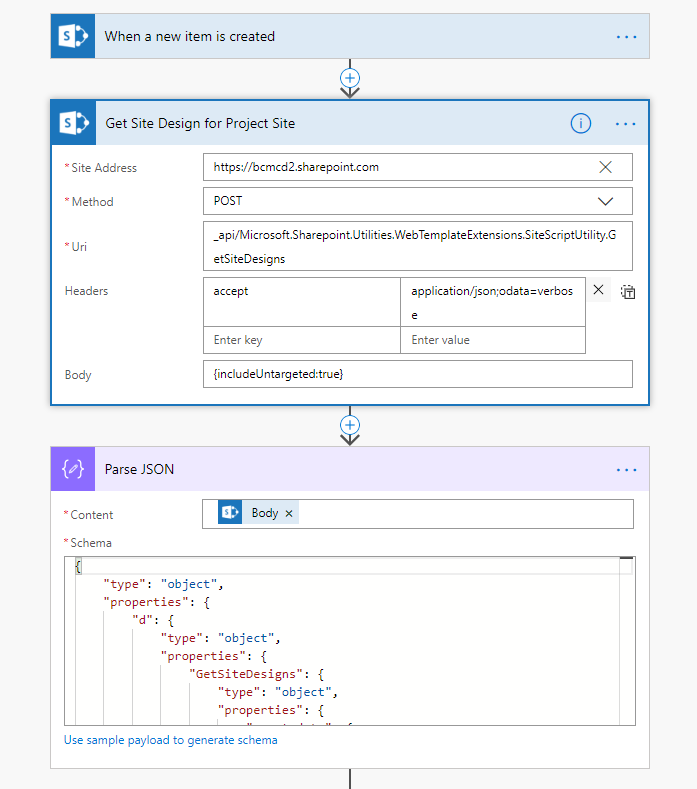 When a new item is created
Get Site Design for Project Site
* Site Address
https://bcmcd2.sharepoint.com
* Method
POST
* Uri
_api/Microsoft.Sharepoint.Utilities.WebTemplateExtensions.SiteScriptUtility.G
etSiteDesigns
Headers
accept
application/json;odata=verbos
e
Enter key
Enter value
Body
{includeUntargeted:true}
Parse JSON
* Content
Body
* Schema
{
"type": "object",
"properties": {
"d": {
"type": "object",
"properties": {
"GetSiteDesigns": {
"type": "object",
"properties": {
Use sample payload to generate schema